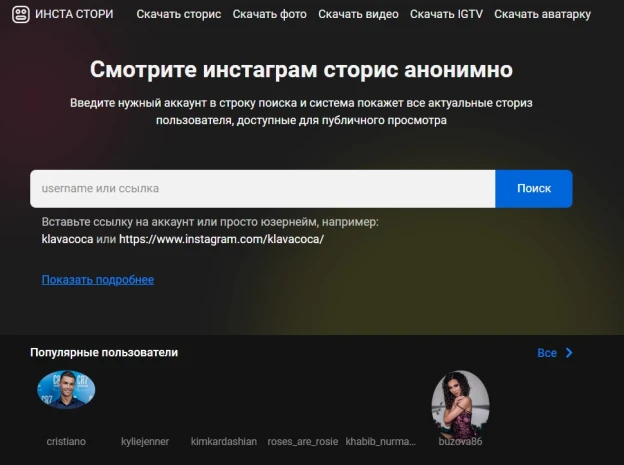 ИНСТА СТОРИ Скачать сторис Скачать фото Скачать видео Скачать IGTV Скачать аватарку
Смотрите инстаграм сторис анонимно
Введите нужный аккаунт в строку поиска и система покажет все актуальные сториз
пользователя, доступные для публичного просмотра
username или ссылка Поиск
Вставьте ссылку на аккаунт или просто юзернейм, например:
klavacoca или https://www.instagram.com/klavacoca/
Показать подробнее
Популярные пользователи Все
CR7
CR7
cristiano kyliejenner kimkardashian roses_are_rosie khabib_nurma... buzova86